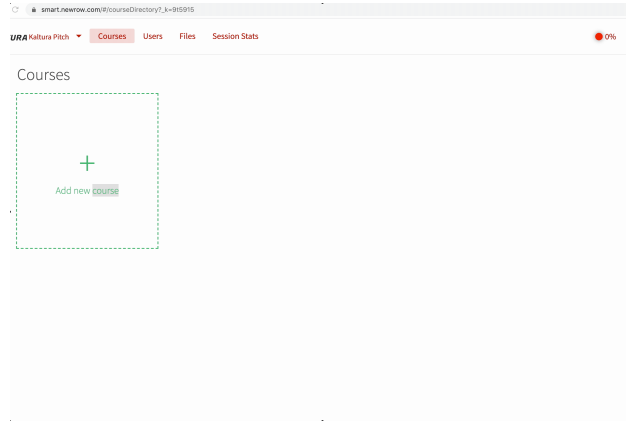 smart.newrow.com/#/courseDirectory?_k=9t5915
URA Kaltura Pitch Courses Users Files Session Stats 0%
Courses
Add new course